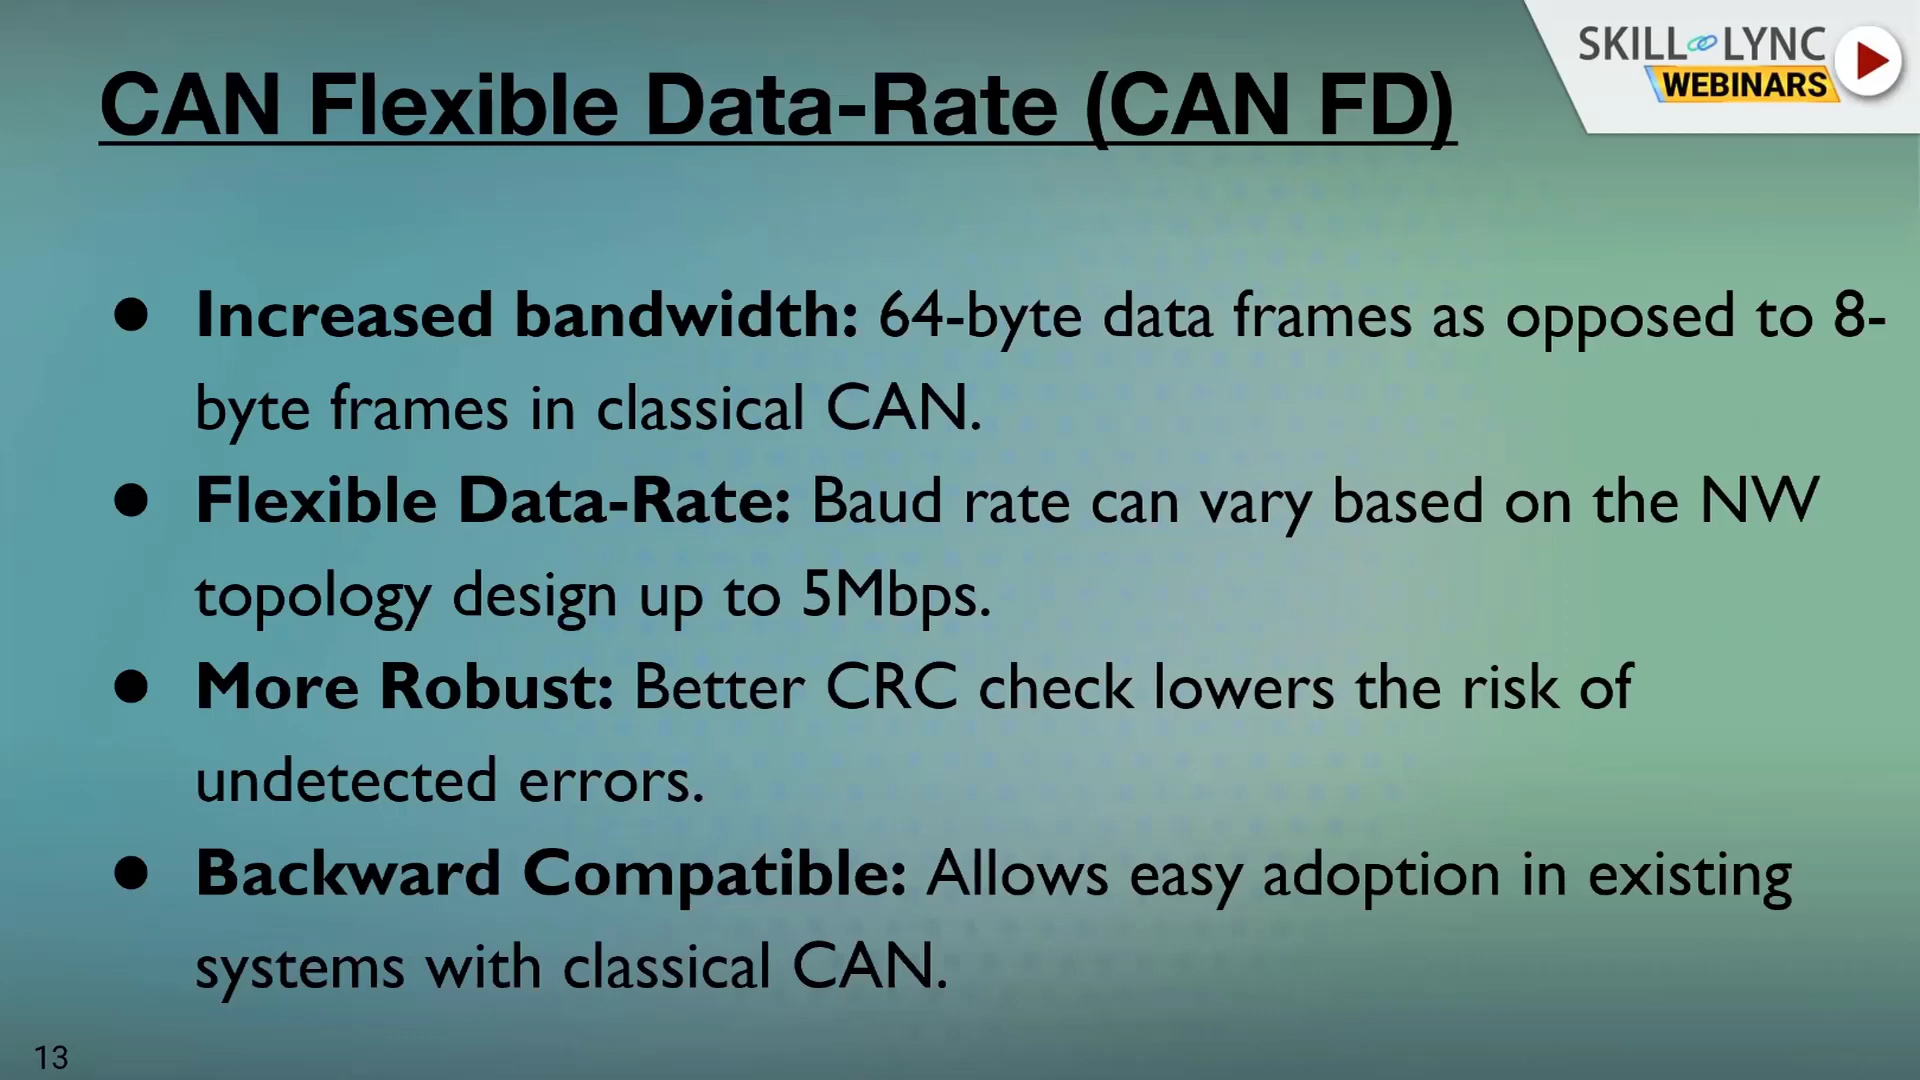 SKILL LYNC
WEBINARS
CAN Flexible Data-Rate (CAN FD)
● Increased bandwidth: 64-byte data frames as opposed to 8-
byte frames in classical CAN.
● Flexible Data-Rate: Baud rate can vary based on the NW
topology design up to 5Mbps.
● More Robust: Better CRC check lowers the risk of
undetected errors.
● Backward Compatible: Allows easy adoption in existing
systems with classical CAN.
13